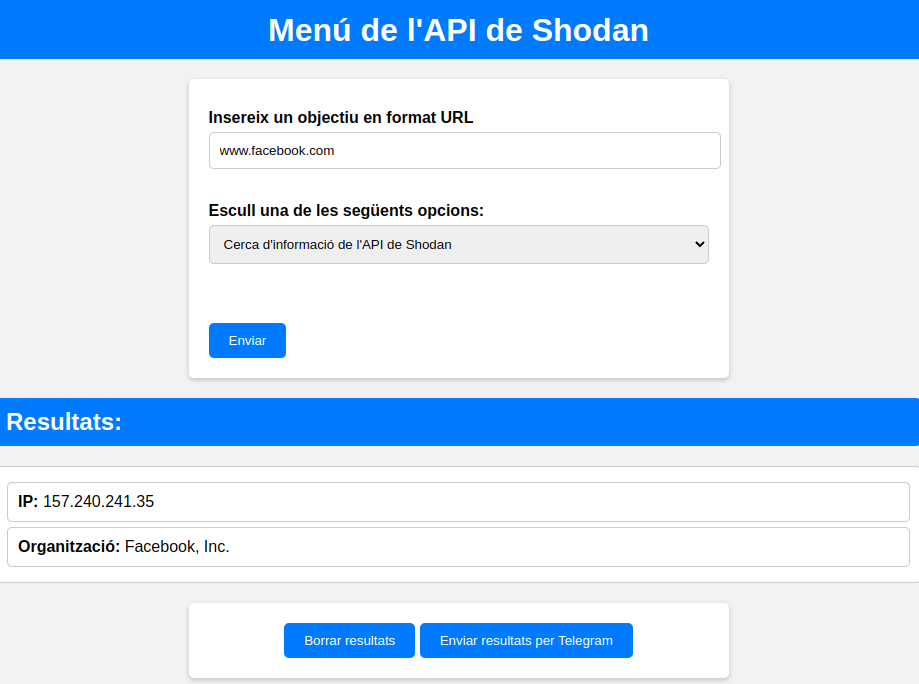 Menú de l'API de Shodan
Insereix un objectiu en format URL
www.facebook.com
Escull una de les següents opcions:
Cerca d'informació de l'API de Shodan
Enviar
Resultats:
IP: 157.240.241.35
Organització: Facebook, Inc.
Borrar resultats Enviar resultats per Telegram